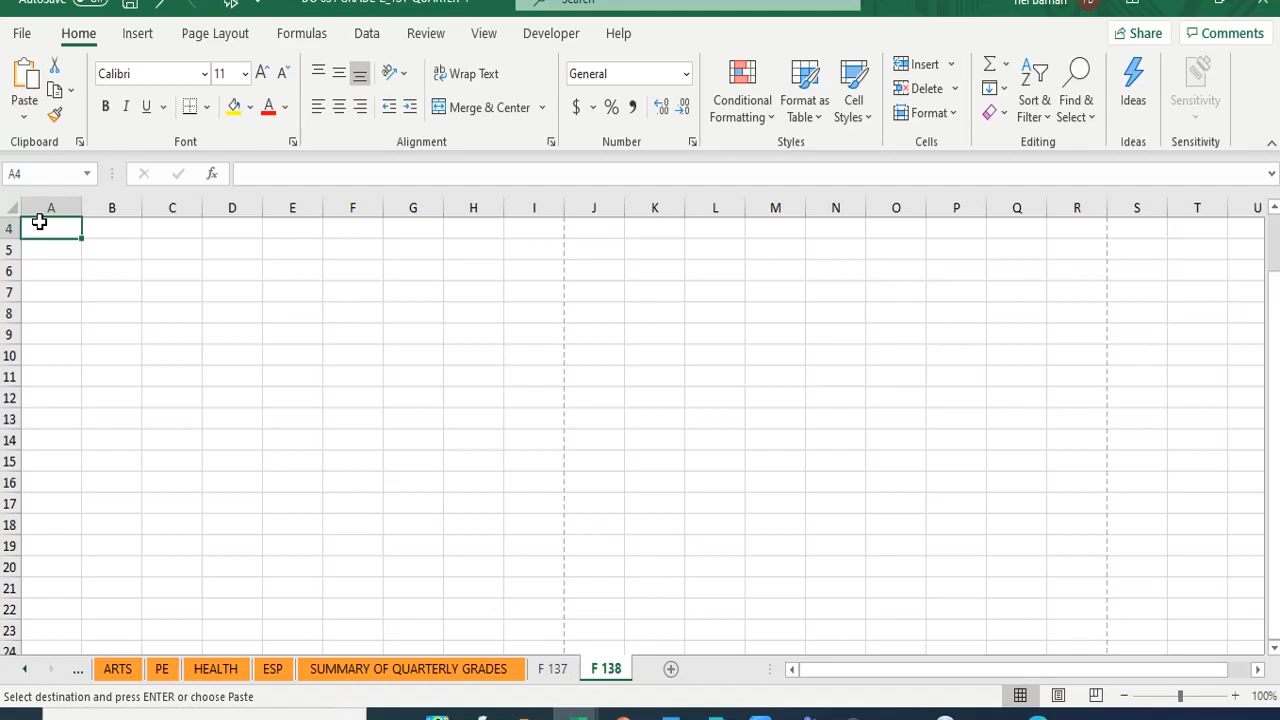 File Home Insert Page Layout Formulas Data Review View Developer Help Share Comments
Calibri 11 Wrap Text General Insert
Paste Conditional Format as Cell Delete Sort & Find & Ideas Sensitivity
B I U Merge & Center $ % Formatting Table Styles Format Filter Select
Clipboard Font Alignment Number Styles Cells Editing Ideas Sensitivity
A4 fx
A B C D E F G H I J K L M N O P Q R S T U
4
5
6
7
8
9
10
11
12
13
14
15
16
17
18
19
20
21
22
23
24
... ARTS PE HEALTH ESP SUMMARY OF QUARTERLY GRADES F 137 F 138
Select destination and press ENTER or choose Paste 100%